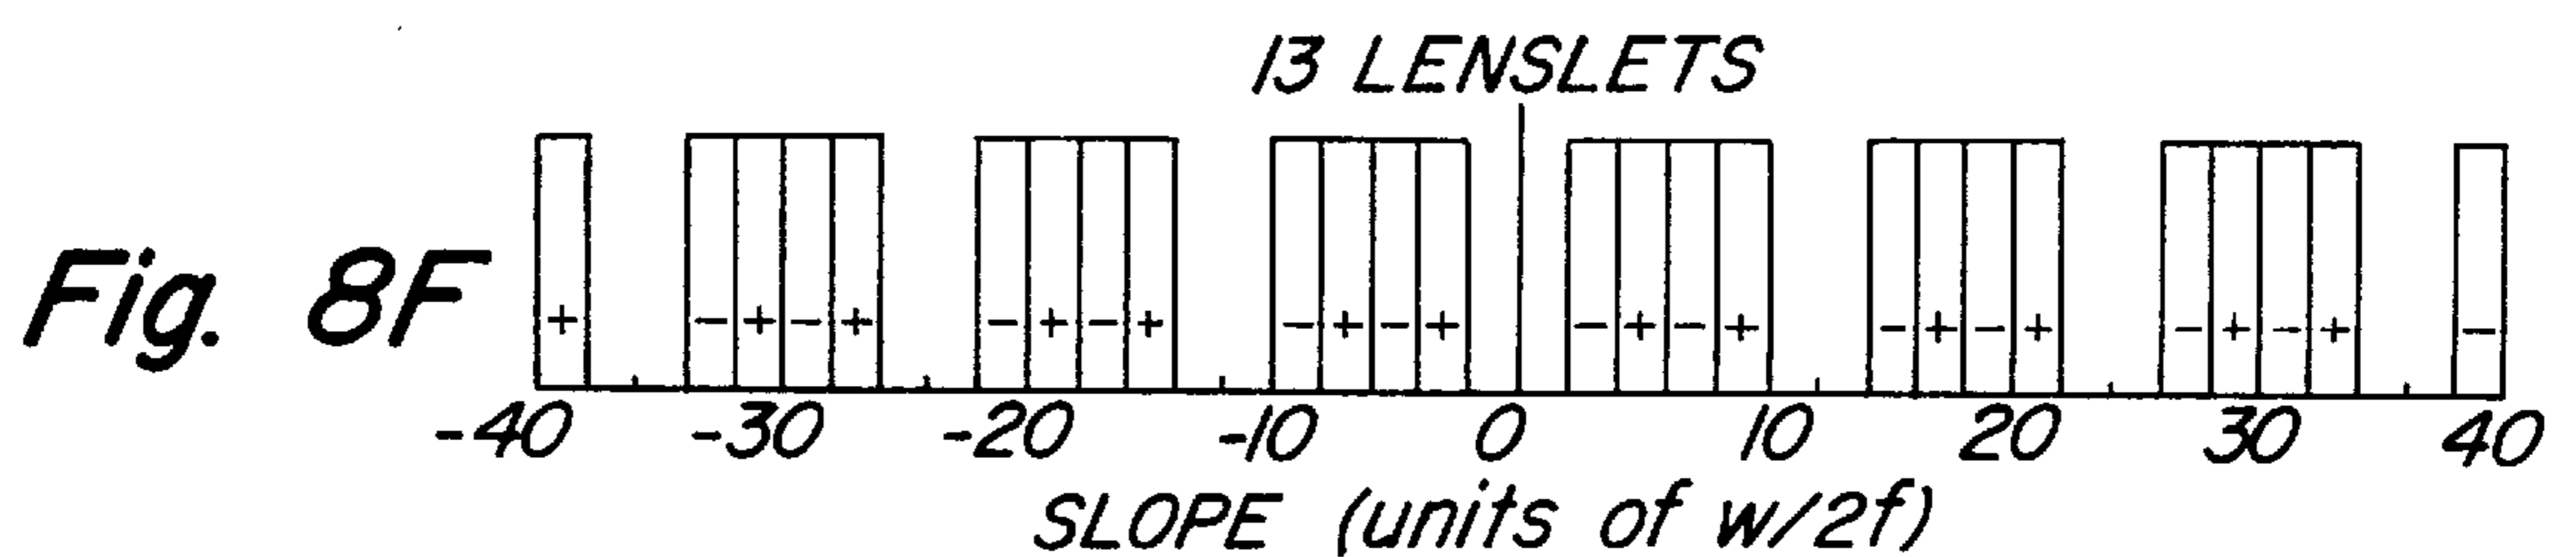 13 LENSLETS
Fig. 8F
+ - + - + - + - + - + - + - + - + - + - + - + - + -
-40 -30 -20 -10 0 10 20 30 40
SLOPE (units of w/2f)